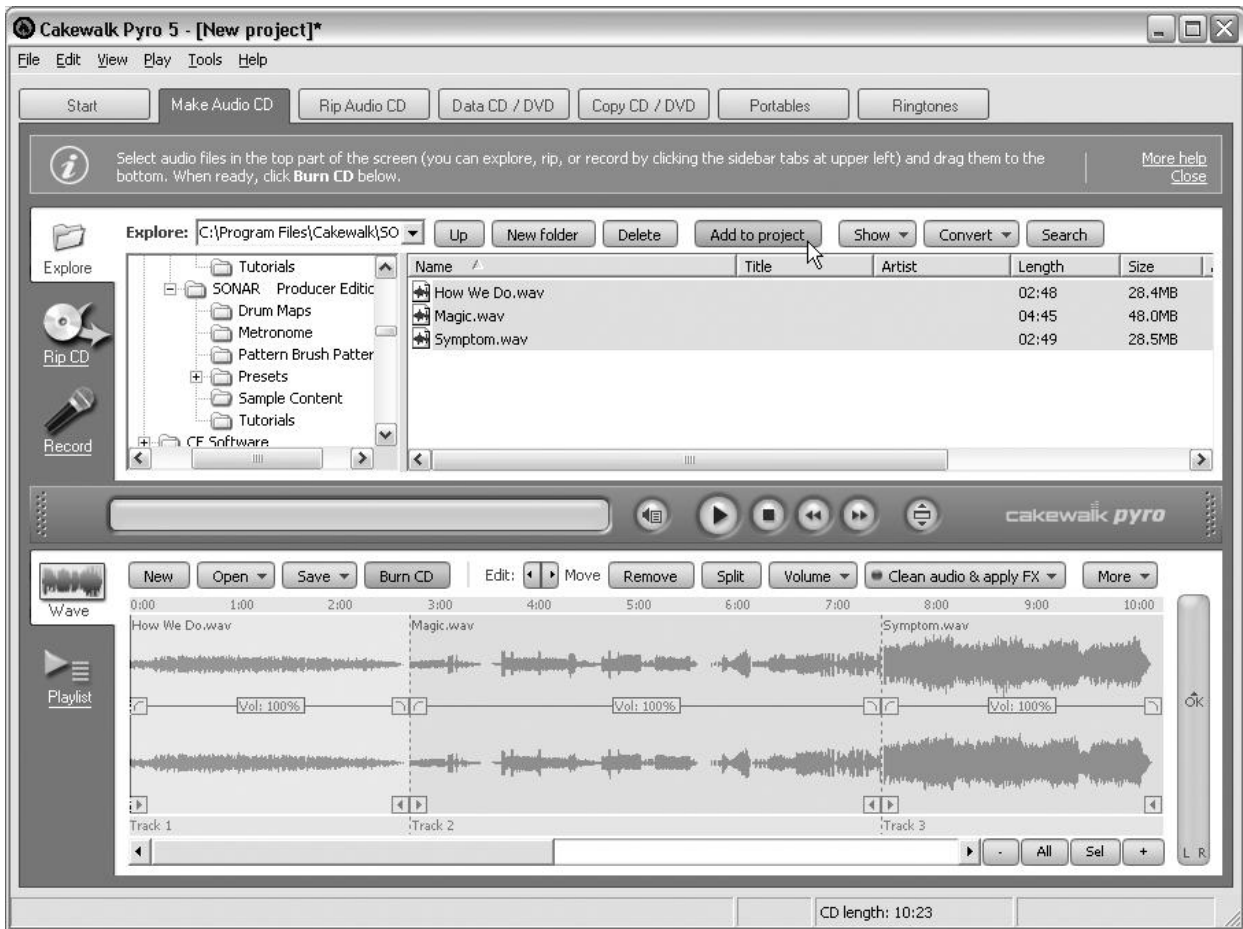 Cakewalk Pyro 5 - [New project]*
File Edit View Play Tools Help
Start Make Audio CD Rip Audio CD Data CD / DVD Copy CD / DVD Portables Ringtones
Select audio files in the top part of the screen (you can explore, rip, or record by clicking the sidebar tabs at upper left) and drag them to the
bottom. When ready, click Burn CD below.
More help
Close
Explore
Rip CD
Record
Explore: C:\Program Files\Cakewalk\SO Up New folder Delete Add to project Show Convert Search
Tutorials
SONAR Producer Editic
Drum Maps
Metronome
Pattern Brush Patter
Presets
Sample Content
Tutorials
CF Software
Name Title Artist Length Size
How We Do.wav 02:48 28.4MB
Magic.wav 04:45 48.0MB
Symptom.wav 02:49 28.5MB
cakewalk pyro
Wave
Playlist
New Open Save Burn CD Edit: Move Remove Split Volume Clean audio & apply FX More
0:00 1:00 2:00 3:00 4:00 5:00 6:00 7:00 8:00 9:00 10:00
How We Do.wav Magic.wav Symptom.wav
Vol: 100% Vol: 100% Vol: 100%
OK
Track 1 Track 2 Track 3
- All Sel +
L R
CD length: 10:23